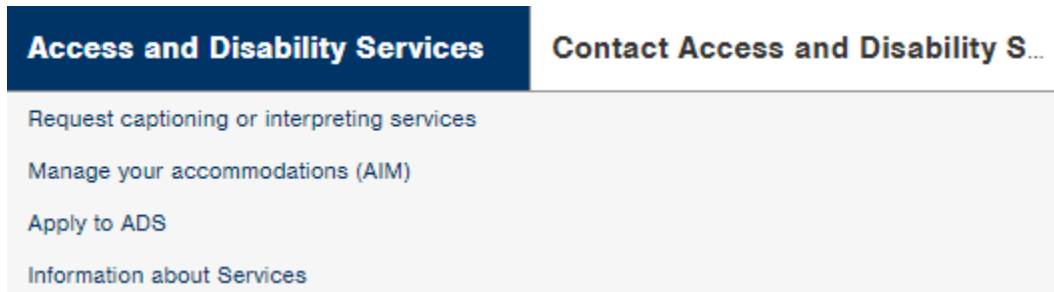 Access and Disability Services
Contact Access and Disability S...
Request captioning or interpreting services
Manage your accommodations (AIM)
Apply to ADS
Information about Services